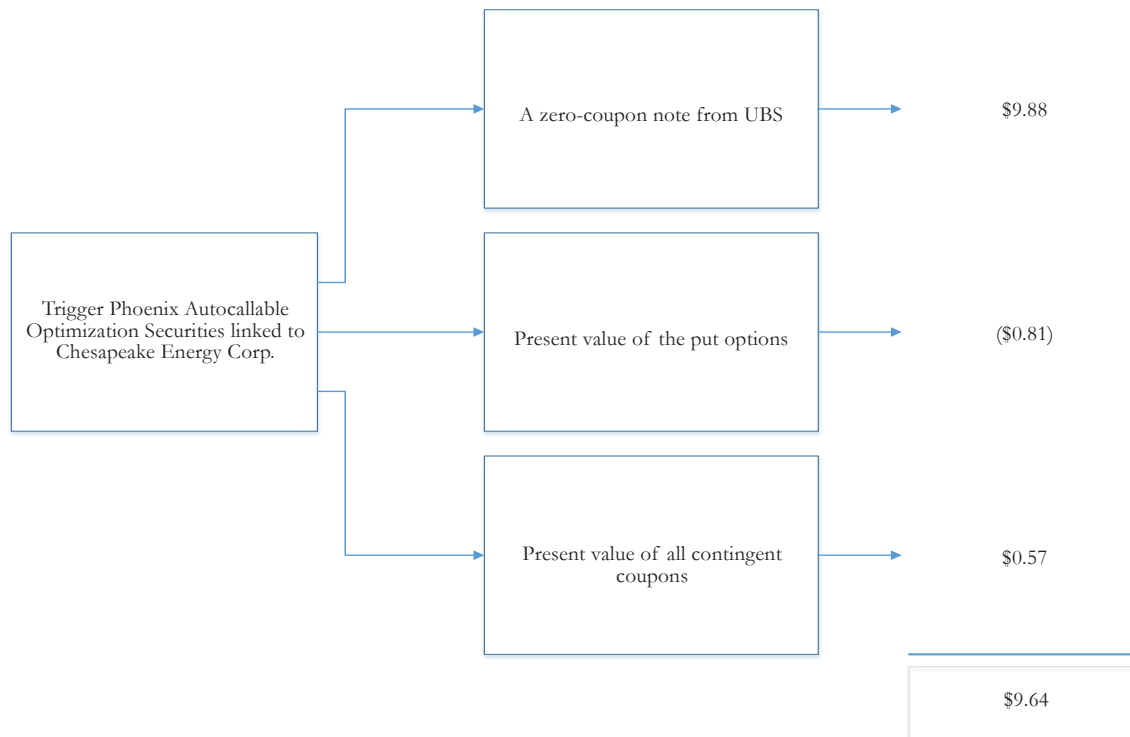 A zero-coupon note from UBS
$9.88
Trigger Phoenix Autocallable
Optimization Securities linked to
Chesapeake Energy Corp.
Present value of the put options
($0.81)
Present value of all contingent
coupons
$0.57
$9.64